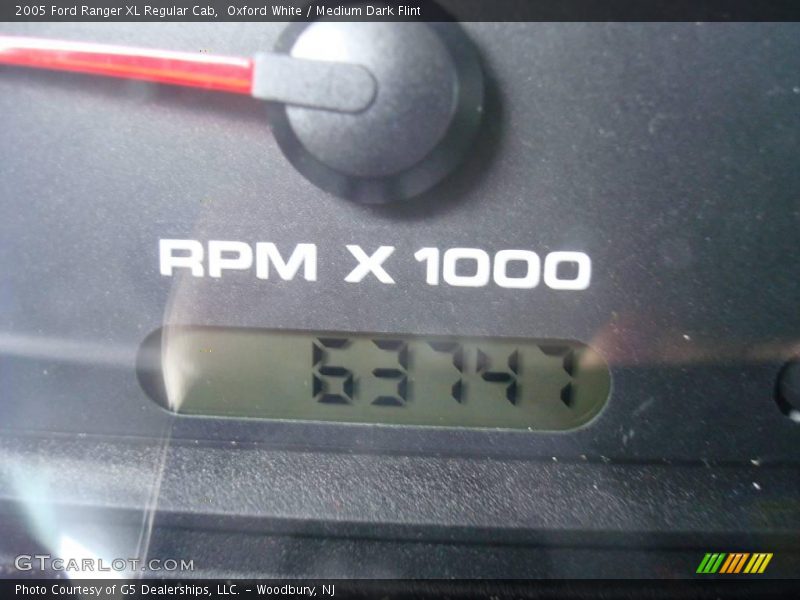 2005 Ford Ranger XL Regular Cab,  Oxford White / Medium Dark Flint
RPM X 1000
63747
GTCARLOT.COM
Photo Courtesy of G5 Dealerships, LLC. - Woodbury, NJ